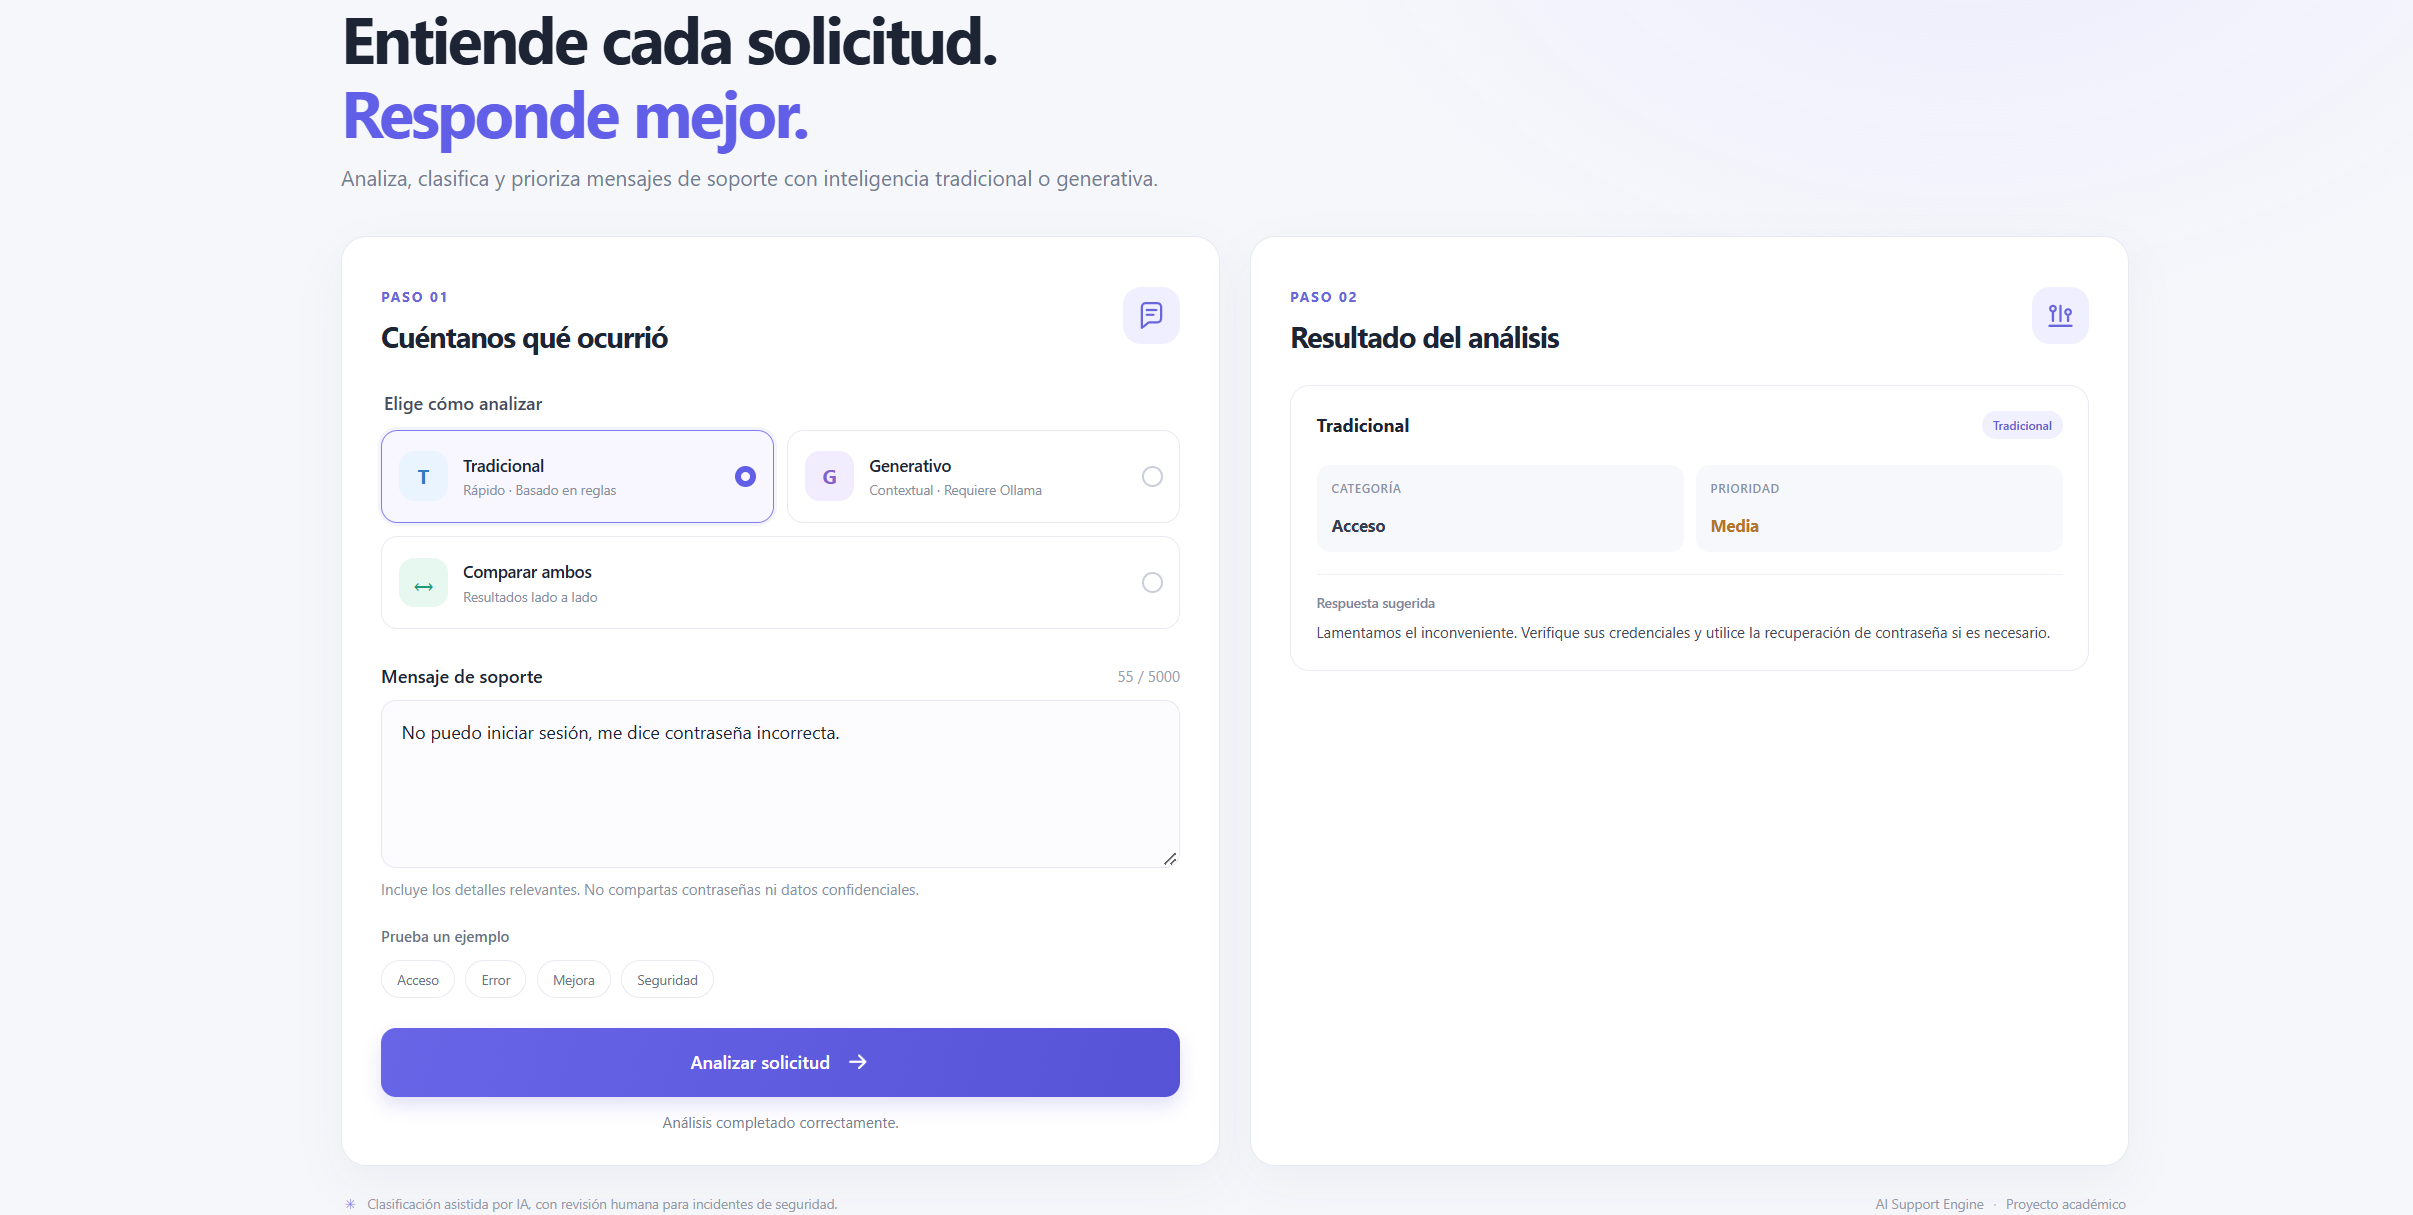 Entiende cada solicitud.
Responde mejor.
Analiza, clasifica y prioriza mensajes de soporte con inteligencia tradicional o generativa.
PASO 01
Cuéntanos qué ocurrió
Elige cómo analizar
T
Tradicional
Rápido · Basado en reglas
G
Generativo
Contextual · Requiere Ollama
Comparar ambos
Resultados lado a lado
Mensaje de soporte
55 / 5000
No puedo iniciar sesión, me dice contraseña incorrecta.
Incluye los detalles relevantes. No compartas contraseñas ni datos confidenciales.
Prueba un ejemplo
Acceso
Error
Mejora
Seguridad
Analizar solicitud →
Análisis completado correctamente.
PASO 02
Resultado del análisis
Tradicional
Tradicional
CATEGORÍA
Acceso
PRIORIDAD
Media
Respuesta sugerida
Lamentamos el inconveniente. Verifique sus credenciales y utilice la recuperación de contraseña si es necesario.
Clasificación asistida por IA, con revisión humana para incidentes de seguridad.
AI Support Engine · Proyecto académico